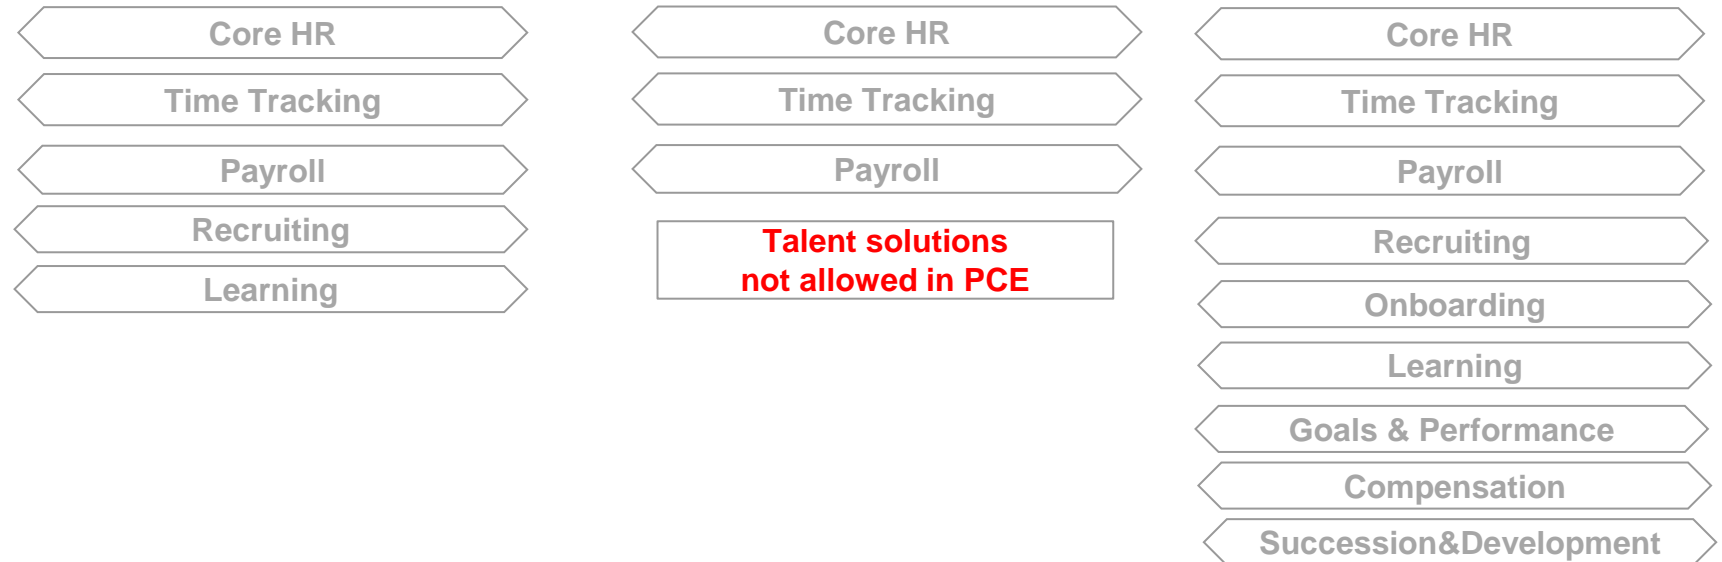 Core HR
Time Tracking
Payroll
Recruiting
Learning
Core HR
Time Tracking
Payroll
Talent solutions
not allowed in PCE
Core HR
Time Tracking
Payroll
Recruiting
Onboarding
Learning
Goals & Performance
Compensation
Succession&Development